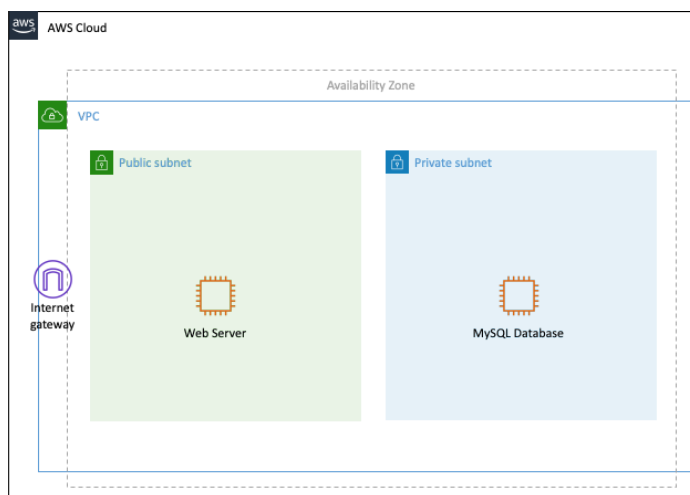 aws
AWS Cloud
Availability Zone
VPC
Public subnet
Private subnet
Internet
gateway
Web Server
MySQL Database